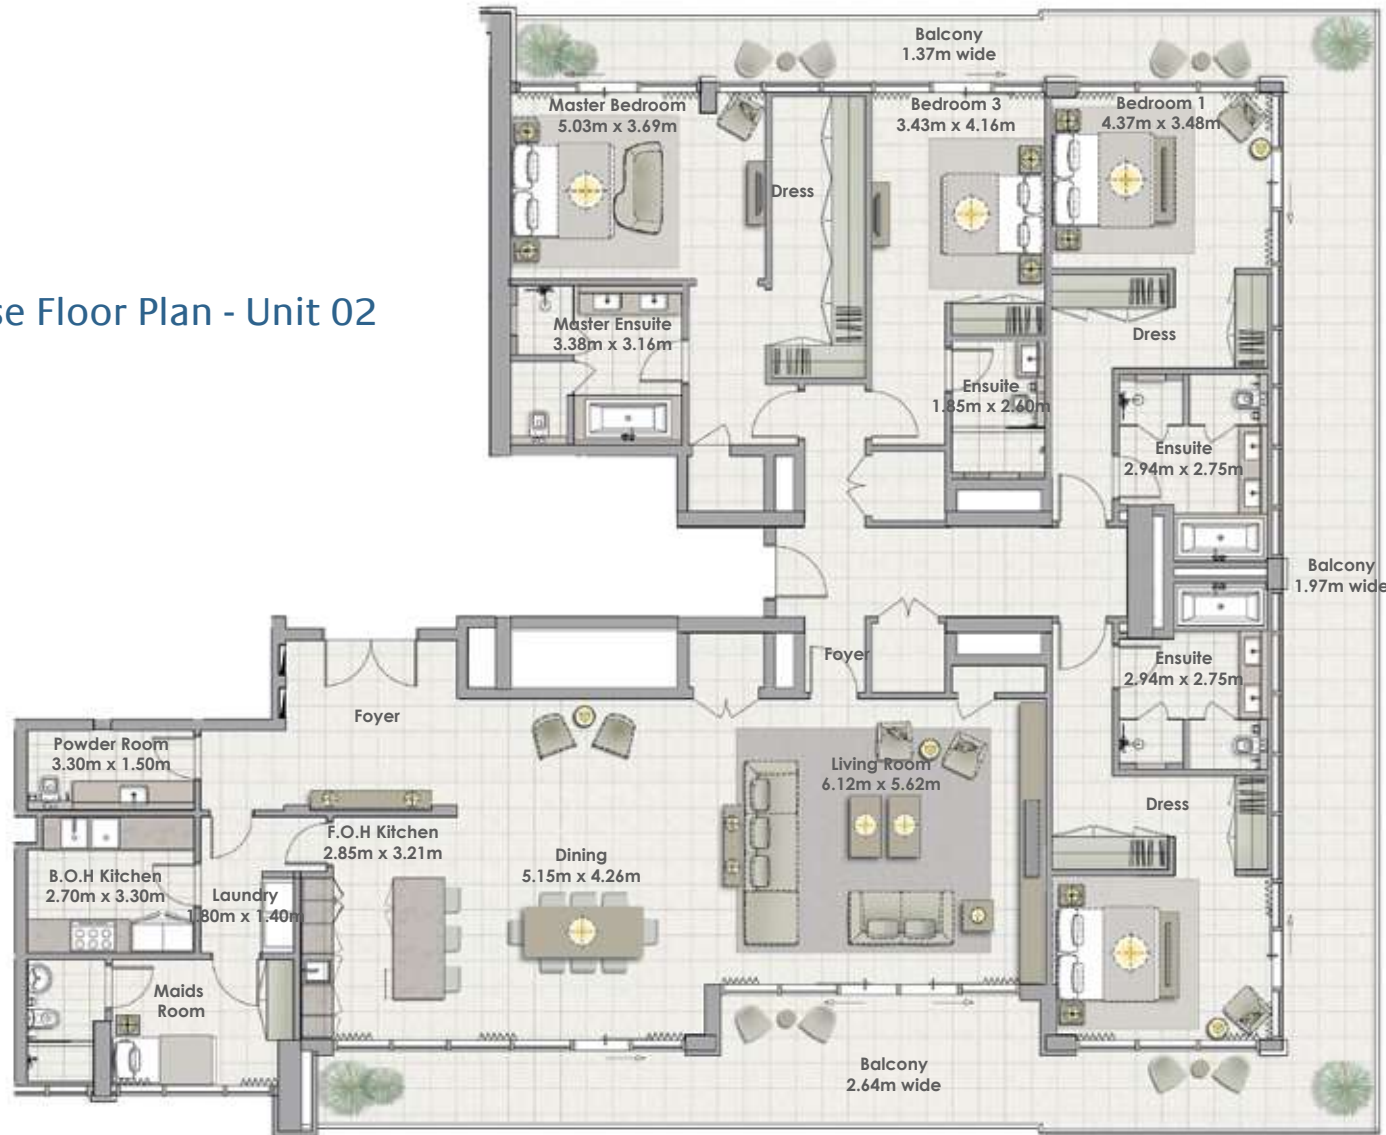 Balcony
1.37m wide
Master Bedroom
5.03m x 3.69m
Bedroom 3
3.43m x 4.16m
Bedroom 1
4.37m x 3.48m
Dress
se Floor Plan - Unit 02
Master Ensuite
3.38m x 3.16m
Dress
Ensuite
1.85m x 2.60m
Ensuite
2.94m x 2.75m
Balcony
1.97m wide
Foyer
Ensuite
2.94m x 2.75m
Foyer
Powder Room
3.30m x 1.50m
Living Room
6.12m x 5.62m
Dress
F.O.H Kitchen
2.85m x 3.21m
Dining
5.15m x 4.26m
B.O.H Kitchen
2.70m x 3.30m
Laundry
1.80m x 1.40m
Maids
Room
Balcony
2.64m wide